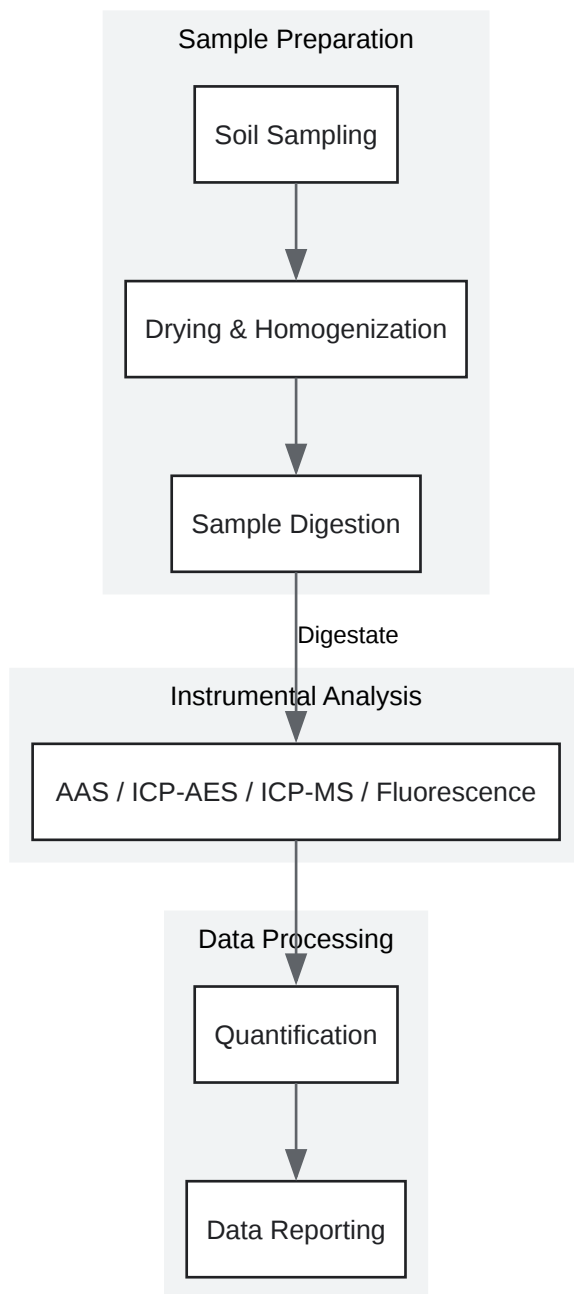 Sample Preparation
Soil Sampling
Drying & Homogenization
Sample Digestion
Digestate
Instrumental Analysis
AAS / ICP-AES / ICP-MS / Fluorescence
Data Processing
Quantification
Data Reporting